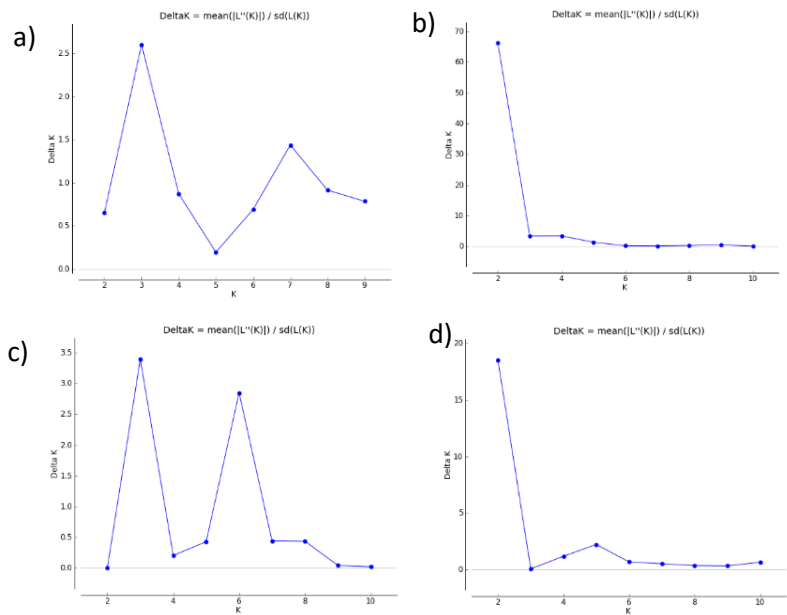 a)
DeltaK = mean(|L''(K)|) / sd(L(K))
2.5
2.0
1.5
1.0
0.5
0.0
Delta K
2 3 4 5 6 7 8 9
K
b)
DeltaK = mean(|L''(K)|) / sd(L(K))
70
60
50
40
30
20
10
0
Delta K
2 4 6 8 10
K
c)
DeltaK = mean(|L''(K)|) / sd(L(K))
3.5
3.0
2.5
2.0
1.5
1.0
0.5
0.0
Delta K
2 4 6 8 10
K
d)
DeltaK = mean(|L''(K)|) / sd(L(K))
20
15
10
5
0
Delta K
2 4 6 8 10
K